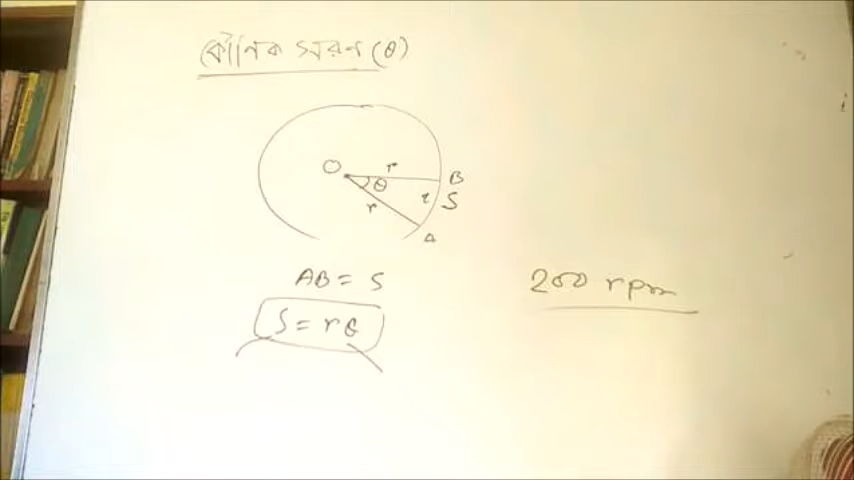 কৌণিক সরণ (θ)
O
r
B
θ
r
t
S
A
AB = S
S = rθ
200 rpm